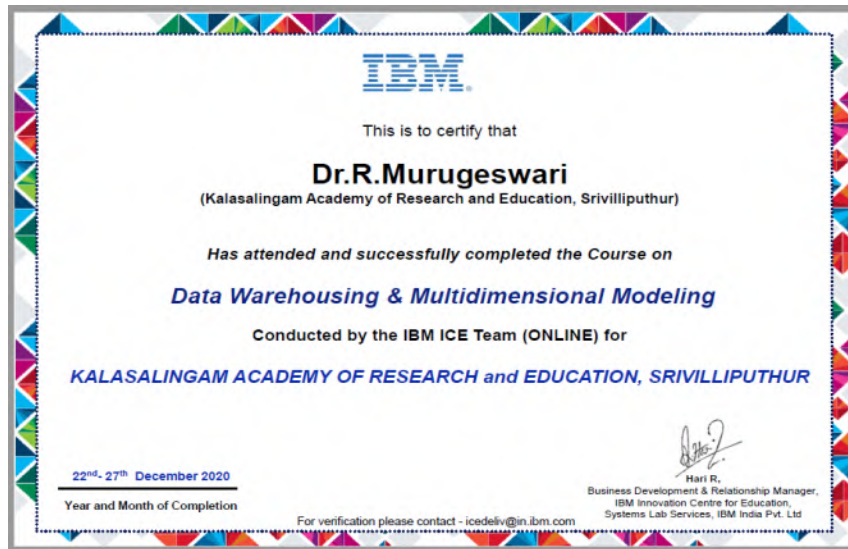 IBM®
This is to certify that
Dr.R.Murugeswari
(Kalasalingam Academy of Research and Education, Srivilliputhur)
Has attended and successfully completed the Course on
Data Warehousing & Multidimensional Modeling
Conducted by the IBM ICE Team (ONLINE) for
KALASALINGAM ACADEMY OF RESEARCH and EDUCATION, SRIVILLIPUTHUR
22nd- 27th December 2020
Year and Month of Completion
Hari R,
Business Development & Relationship Manager,
IBM Innovation Centre for Education,
Systems Lab Services, IBM India Pvt. Ltd
For verification please contact - icedeliv@in.ibm.com